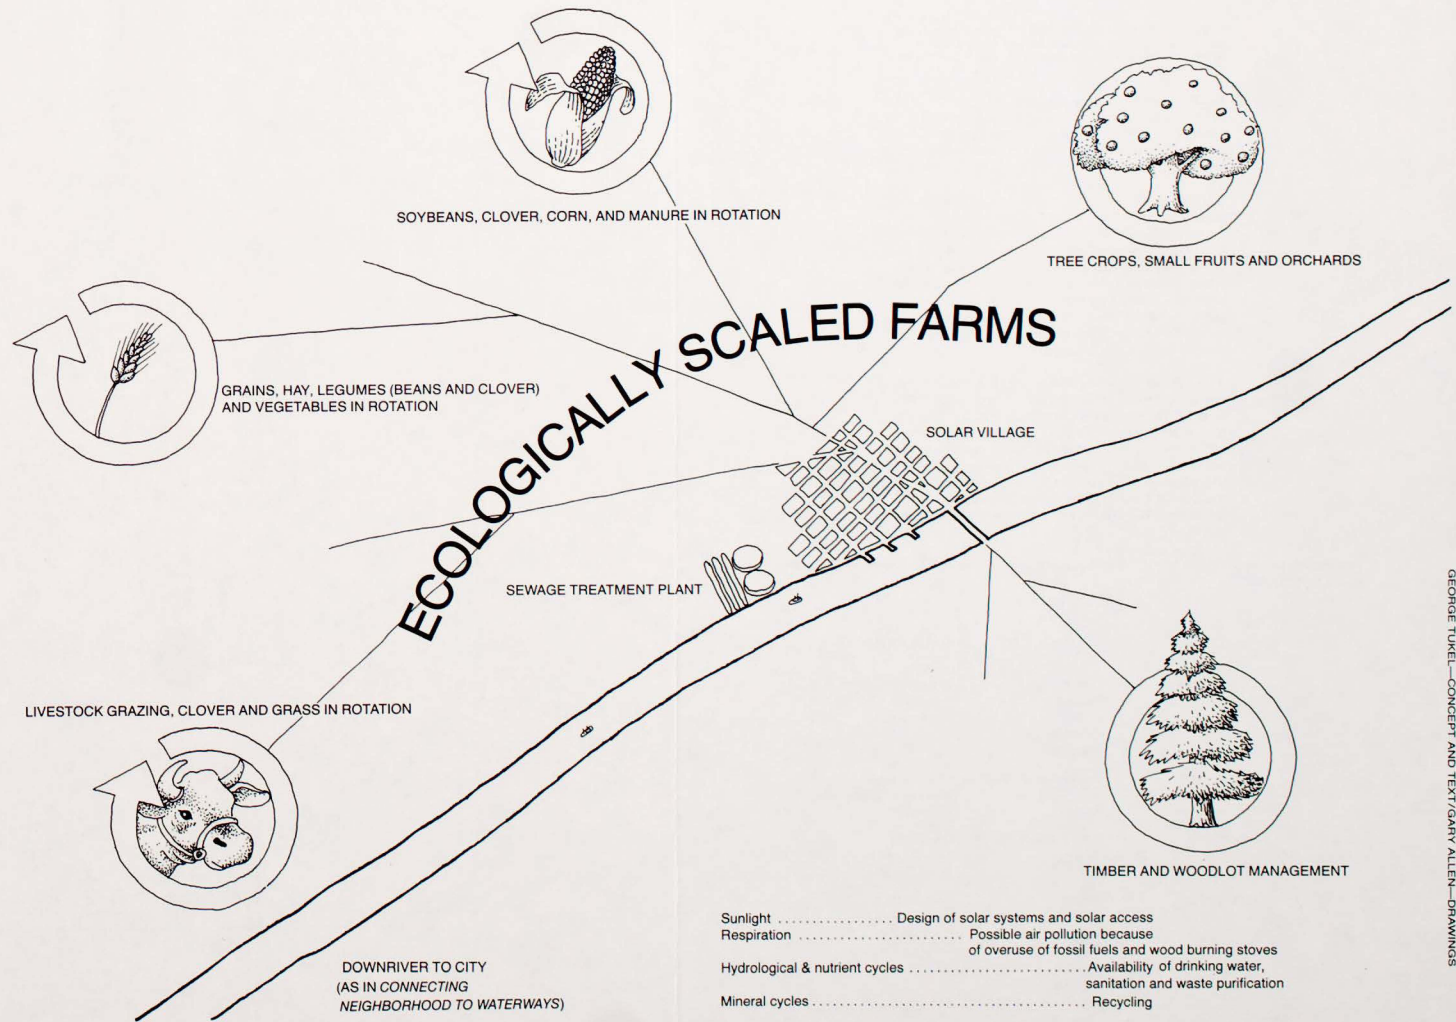 SOYBEANS, CLOVER, CORN, AND MANURE IN ROTATION
TREE CROPS, SMALL FRUITS AND ORCHARDS
ECOLOGICALLY SCALED FARMS
GRAINS, HAY, LEGUMES (BEANS AND CLOVER)
AND VEGETABLES IN ROTATION
SOLAR VILLAGE
SEWAGE TREATMENT PLANT
LIVESTOCK GRAZING, CLOVER AND GRASS IN ROTATION
TIMBER AND WOODLOT MANAGEMENT
DOWNRIVER TO CITY
(AS IN CONNECTING
NEIGHBORHOOD TO WATERWAYS)
Sunlight ................ Design of solar systems and solar access
Respiration ....................... Possible air pollution because
of overuse of fossil fuels and wood burning stoves
Hydrological & nutrient cycles ........................ Availability of drinking water,
sanitation and waste purification
Mineral cycles ..................................... Recycling
GEORGE TUKEL—CONCEPT AND TEXT/GARY ALLEN—DRAWINGS